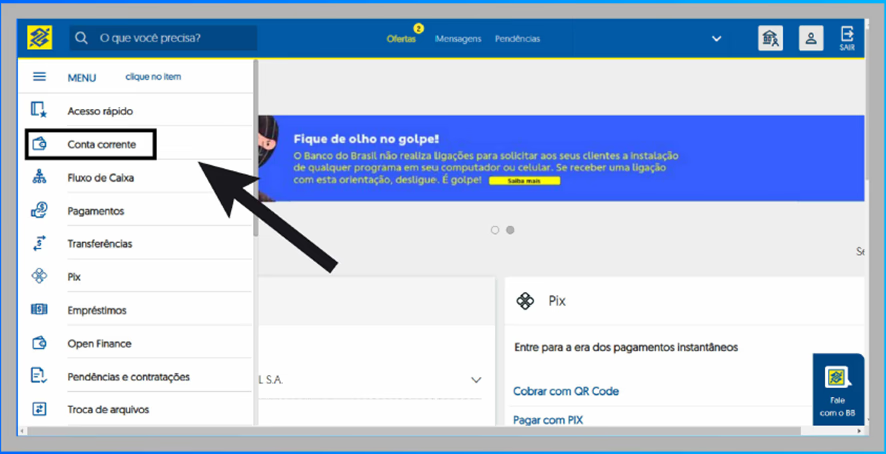 O que você precisa?
Ofertas
2
Mensagens
Pendências
SAIR
MENU
clique no item
Acesso rápido
Conta corrente
Fluxo de Caixa
Pagamentos
Transferências
Pix
Empréstimos
Open Finance
Pendências e contratações
Troca de arquivos
Fique de olho no golpe!
O Banco do Brasil não realiza ligações para solicitar aos seus clientes a instalação
de qualquer programa em seu computador ou celular. Se receber uma ligação
com esta orientação, desligue. É golpe!
Saiba mais
Se
L S.A.
Pix
Entre para a era dos pagamentos instantâneos
Cobrar com QR Code
Pagar com PIX
Fale
com o BB